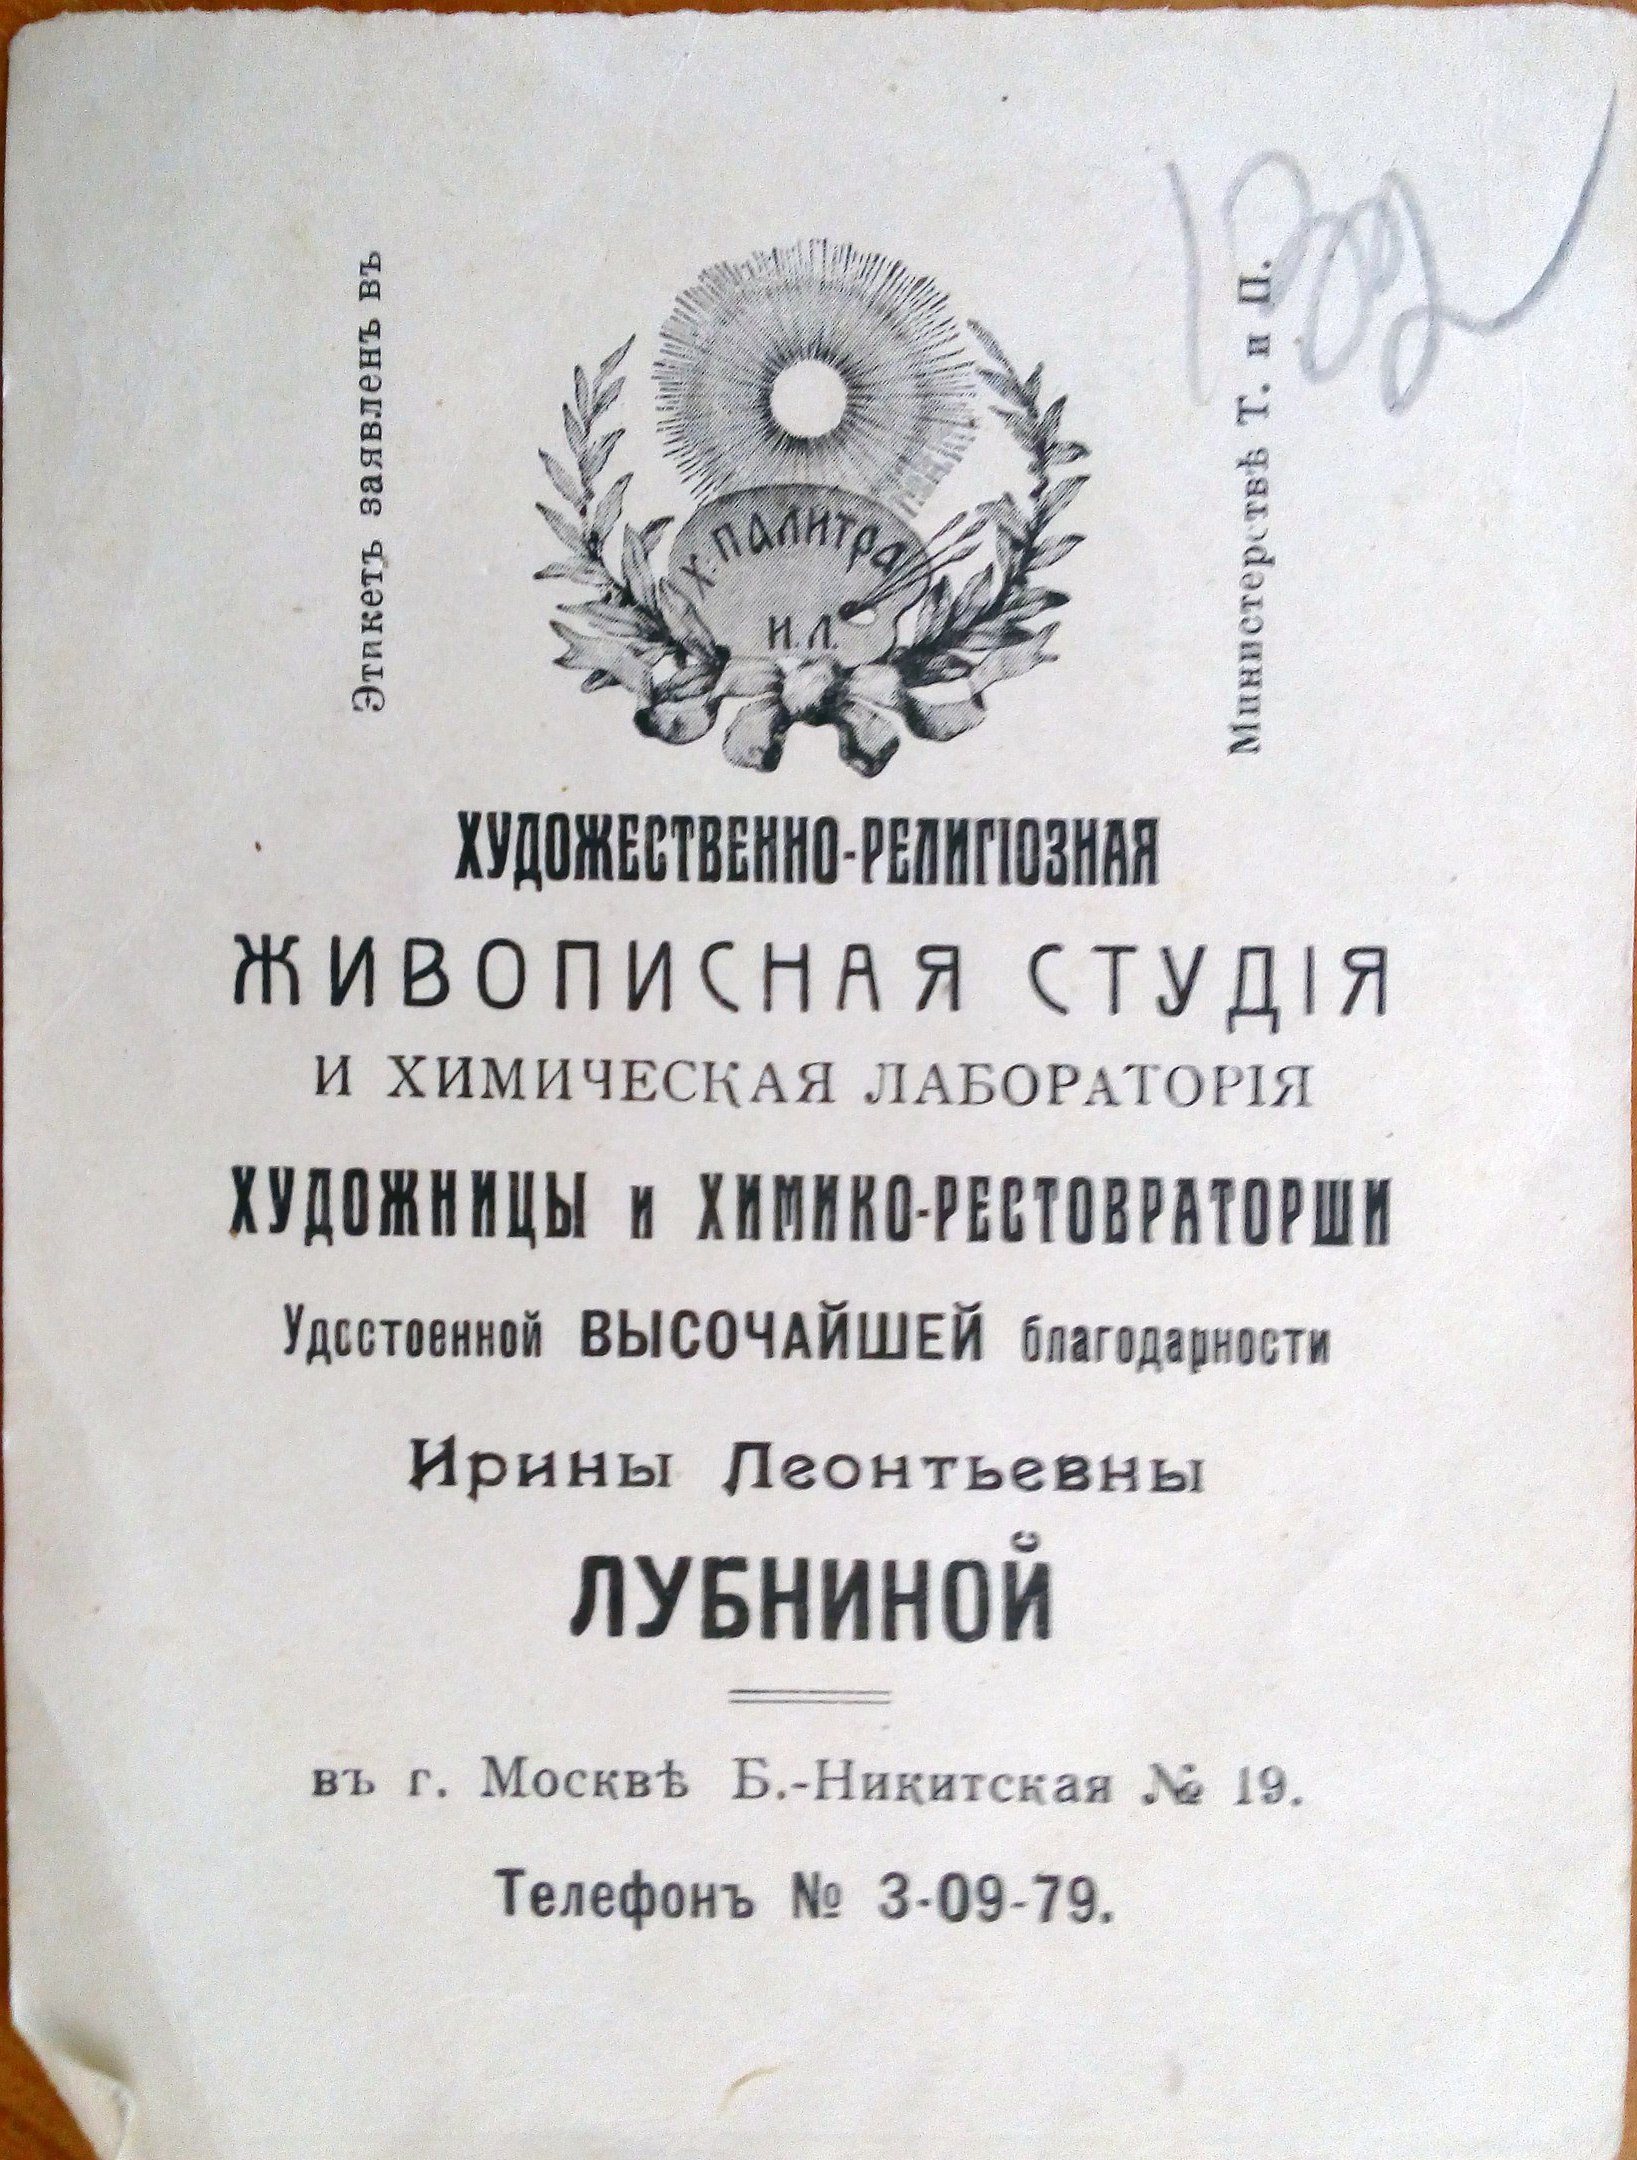 Этикетъ заявленъ въ
Министерствѣ Т. и П.
Х. ПАЛИТРА
И. Л.
ХУДОЖЕСТВЕННО-РЕЛИГІОЗНАЯ
ЖИВОПИСНАЯ СТУДІЯ
И ХИМИЧЕСКАЯ ЛАБОРАТОРІЯ
ХУДОЖНИЦЫ и ХИМИКО-РЕСТОВРАТОРШИ
Удостоенной ВЫСОЧАЙШЕЙ благодарности
Ирины Леонтьевны
ЛУБНИНОЙ
въ г. Москвѣ Б.-Никитская № 19.
Телефонъ № 3-09-79.